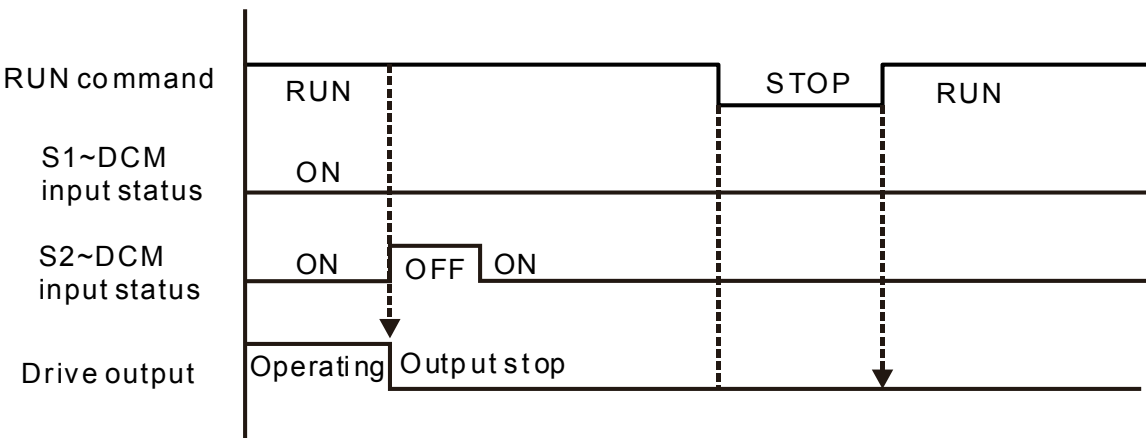 RUN command
RUN
STOP
RUN
S1~DCM
input status
ON
S2~DCM
input status
ON
OFF
ON
Drive output
Operating
Output stop